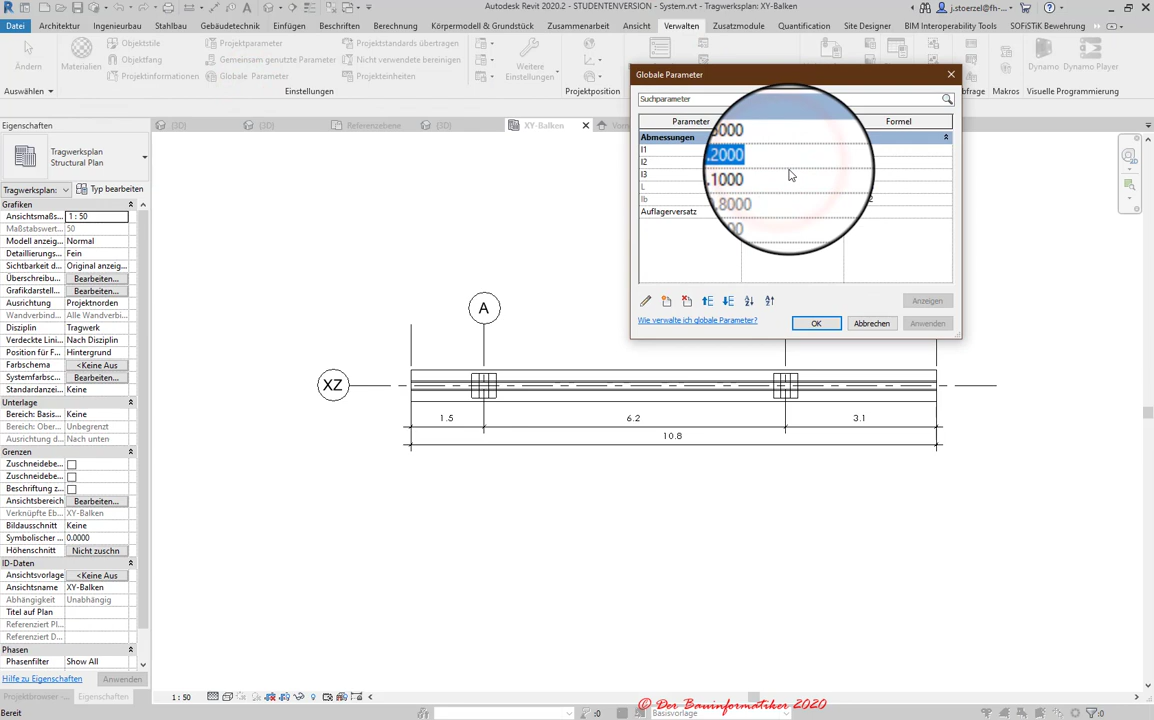 Autodesk Revit 2020.2 - STUDENTENVERSION - System.rvt - Tragwerksplan: XY-Balken
j.stoerzel@fh-...
Datei Architektur Ingenieurbau Stahlbau Gebäudetechnik Einfügen Beschriften Berechnung Körpermodell & Grundstück Zusammenarbeit Ansicht Verwalten Zusatzmodule Quantification Site Designer BIM Interoperability Tools SOFiSTiK Bewehrung
Ändern
Materialien
Objektstile
Objektfang
Projektinformationen
Projektparameter
Gemeinsam genutzte Parameter
Globale Parameter
Projektstandards übertragen
Nicht verwendete bereinigen
Projekteinheiten
Weitere
Einstellungen
Dynamo Dynamo Player
Auswählen
Einstellungen
Projektposition
Makros
Visuelle Programmierung
Eigenschaften
{3D}
{3D}
Referenzebene
{3D}
XY-Balken
Tragwerksplan
Structural Plan
Tragwerksplan:
Typ bearbeiten
Grafiken
Ansichtsmaßs... 1 : 50
Maßstabswert... 50
Modell anzeig... Normal
Detaillierung... Fein
Sichtbarkeit d... Original anzeig...
Überschreibu... Bearbeiten...
Grafikdarstell... Bearbeiten...
Ausrichtung Projektnorden
Wandverbind... Alle Wandverbi...
Disziplin Tragwerk
Verdeckte Lini... Nach Disziplin
Position für F... Hintergrund
Farbschema <Keine Aus
Systemfarbsc... Bearbeiten...
Standardanzei... Keine
Unterlage
Bereich: Basis... Keine
Bereich: Ober... Unbegrenzt
Ausrichtung d... Nach unten
Grenzen
Zuschneidebe...
Zuschneidebe...
Beschriftung z...
Ansichtsbereich Bearbeiten...
Verknüpfte Eb... XY-Balken
Bildausschnitt Keine
Symbolischer ... 0.0000
Höhenschnitt Nicht zuschn
ID-Daten
Ansichtsvorlage <Keine Aus
Ansichtsname XY-Balken
Abhängigkeit Unabhängig
Titel auf Plan
Referenziert Pl...
Referenziert D...
Phasen
Phasenfilter Show All
Hilfe zu Eigenschaften
Anwenden
Eigenschaften
Bereit
Globale Parameter
Suchparameter
Parameter Formel
Abmessungen
l1
l2
l3
L
lb
Auflagerversatz
.2000
.1000
.8000
Wie verwalte ich globale Parameter?
OK
Abbrechen
Anzeigen
Anwenden
A
XZ
1.5
6.2
3.1
10.8
1 : 50
:0
Basisvorlage
© Der Bauinformatiker 2020